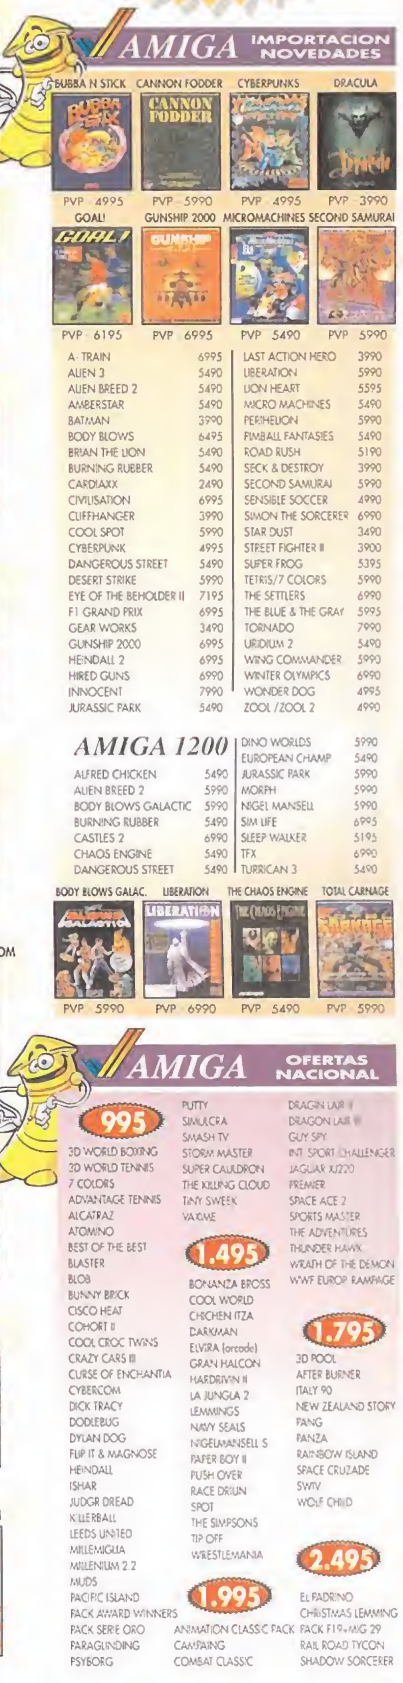 AMIGA IMPORTACION NOVEDADES
BUBBA N STICK CANNON FODDER CYBERPUNKS DRACULA
PVP - 4995 PVP - 5990 PVP - 4995 PVP - 3990
GOAL! GUNSHIP 2000 MICROMACHINES SECOND SAMURAI
PVP - 6195 PVP 6995 PVP 5490 PVP 5990
A- TRAIN 6995
ALIEN 3 5490
ALIEN BREED 2 5490
AMBERSTAR 5490
BATMAN 3990
BODY BLOWS 6495
BRIAN THE LION 5490
BURNING RUBBER 5490
CARDIAXX 2490
CIVILISATION 6995
CLIFFHANGER 3990
COOL SPOT 5990
CYBERPUNK 4995
DANGEROUS STREET 5490
DESERT STRIKE 5990
EYE OF THE BEHOLDER II 7195
F1 GRAND PRIX 6995
GEAR WORKS 3490
GUNSHIP 2000 6995
HEINDALL 2 6995
HIRED GUNS 6990
INNOCENT 7990
JURASSIC PARK 5490
LAST ACTION HERO 3990
LIBERATION 5990
LION HEART 5595
MICRO MACHINES 5490
PERIHELION 5990
PIMBALL FANTASIES 5490
ROAD RUSH 5190
SECK & DESTROY 3990
SECOND SAMURAI 5990
SENSIBLE SOCCER 4990
SIMON THE SORCERER 6990
STAR DUST 3490
STREET FIGHTER II 3900
SUPER FROG 5395
TETRIS/7 COLORS 5990
THE SETTLERS 6990
THE BLUE & THE GRAY 5995
TORNADO 7990
URIDIUM 2 5490
WING COMMANDER 5990
WINTER OLYMPICS 6990
WONDER DOG 4995
ZOOL /ZOOL 2 4990
AMIGA 1200
ALFRED CHICKEN 5490
ALIEN BREED 2 5990
BODY BLOWS GALACTIC 5990
BURNING RUBBER 5490
CASTLES 2 6990
CHAOS ENGINE 5490
DANGEROUS STREET 5490
DINO WORLDS 5990
EUROPEAN CHAMP 5490
JURASSIC PARK 5990
MORPH 5990
NIGEL MANSELL 5990
SIM LIFE 6995
SLEEP WALKER 5195
TFX 6990
TURRICAN 3 5490
BODY BLOWS GALAC. LIBERATION THE CHAOS ENGINE TOTAL CARNAGE
OM
PVP - 5990 PVP - 6990 PVP 5490 PVP - 5990
AMIGA OFERTAS NACIONAL
995
3D WORLD BOXING
3D WORLD TENNIS
7 COLORS
ADVANTAGE TENNIS
ALCATRAZ
ATOMINO
BEST OF THE BEST
BLASTER
BLOB
BUNNY BRICK
CISCO HEAT
COHORT II
COOL CROC TWINS
CRAZY CARS III
CURSE OF ENCHANTIA
CYBERCOM
DICK TRACY
DODLEBUG
DYLAN DOG
FLIP IT & MAGNOSE
HEINDALL
ISHAR
JUDGR DREAD
KILLERBALL
LEEDS UNITED
MILLEMIGLIA
MILLENIUM 2.2
MUDS
PACIFIC ISLAND
PACK AWARD WINNERS
PACK SERIE ORO
PARAGLINDING
PSYBORG
PUTTY
SIMULCRA
SMASH TV
STORM MASTER
SUPER CAULDRON
THE KILLING CLOUD
TINY SWEEK
VAXINE
1.495
BONANZA BROSS
COOL WORLD
CHICHEN ITZA
DARKMAN
ELVIRA (arcade)
GRAN HALCON
HARDRIVIN II
LA JUNGLA 2
LEMMINGS
NAVY SEALS
NIGELMANSELL S
PAPER BOY II
PUSH OVER
RACE DRIUN
SPOT
THE SIMPSONS
TIP OFF
WRESTLEMANIA
1.995
ANIMATION CLASSIC PACK
CAMPAING
COMBAT CLASSIC
DRAGIN LAIR II
DRAGON LAIR III
GUY SPY
INT SPORT CHALLENGER
JAGUAR XJ220
PREMIER
SPACE ACE 2
SPORTS MASTER
THE ADVENTURES
THUNDER HAWK
WRATH OF THE DEMON
WWF EUROP RAMPAGE
1.795
3D POOL
AFTER BURNER
ITALY 90
NEW ZEALAND STORY
PANG
PANZA
RAINBOW ISLAND
SPACE CRUZADE
SWIV
WOLF CHILD
2.495
EL PADRINO
CHRISTMAS LEMMING
PACK F19+MIG 29
RAIL ROAD TYCON
SHADOW SORCERER